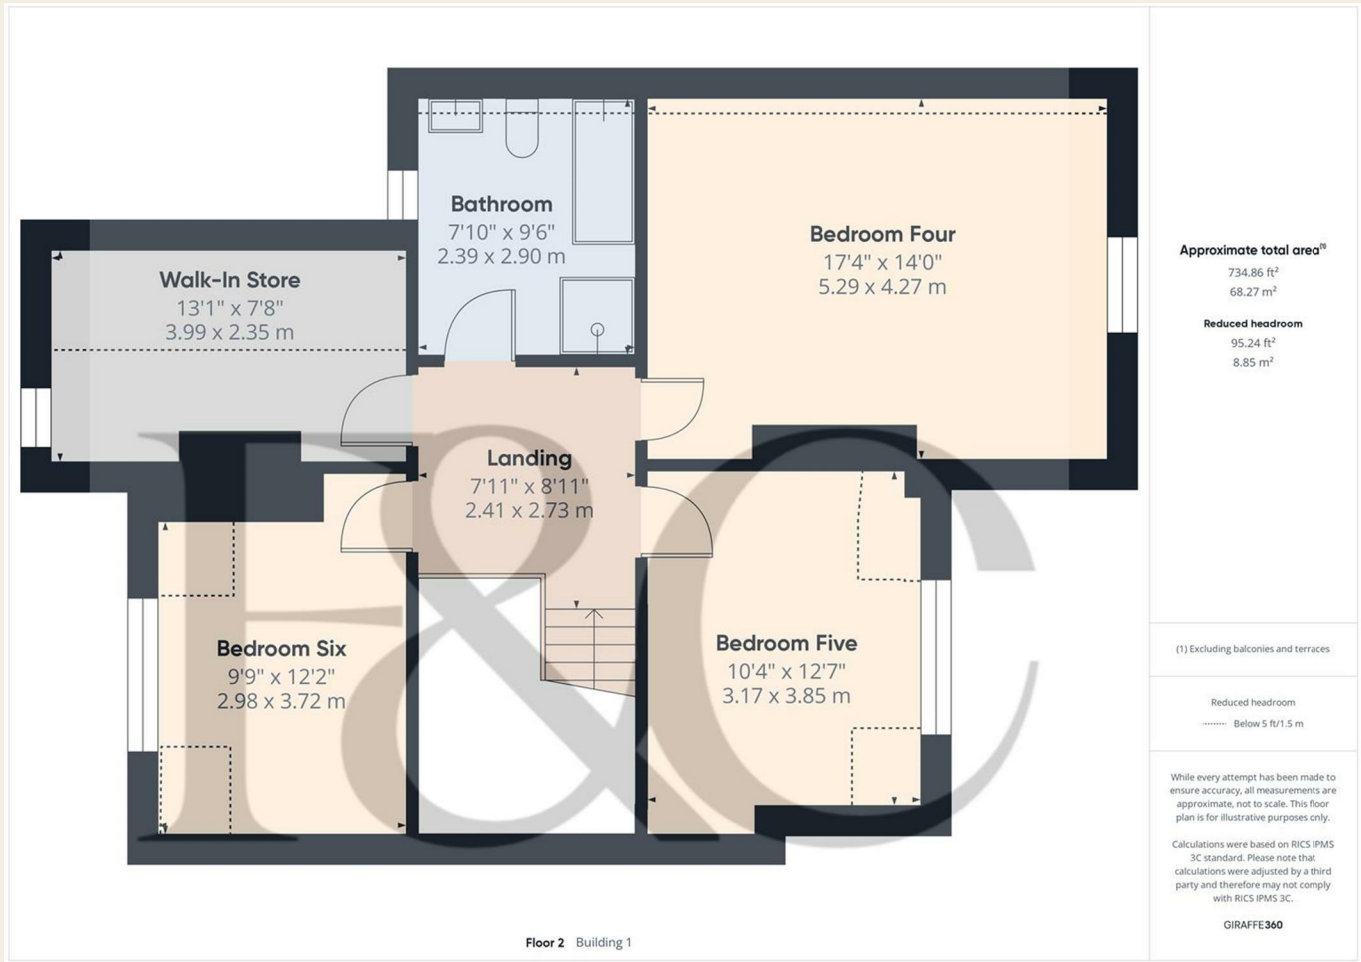 Bathroom
7'10" x 9'6"
2.39 x 2.90 m
Bedroom Four
17'4" x 14'0"
5.29 x 4.27 m
Walk-In Store
13'1" x 7'8"
3.99 x 2.35 m
Landing
7'11" x 8'11"
2.41 x 2.73 m
Bedroom Six
9'9" x 12'2"
2.98 x 3.72 m
Bedroom Five
10'4" x 12'7"
3.17 x 3.85 m
F&C
Floor 2 Building 1
Approximate total area(1)
734.86 ft²
68.27 m²
Reduced headroom
95.24 ft²
8.85 m²
(1) Excluding balconies and terraces
Reduced headroom
Below 5 ft/1.5 m
While every attempt has been made to
ensure accuracy, all measurements are
approximate, not to scale. This floor
plan is for illustrative purposes only.
Calculations were based on RICS IPMS
3C standard. Please note that
calculations were adjusted by a third
party and therefore may not comply
with RICS IPMS 3C.
GIRAFFE360